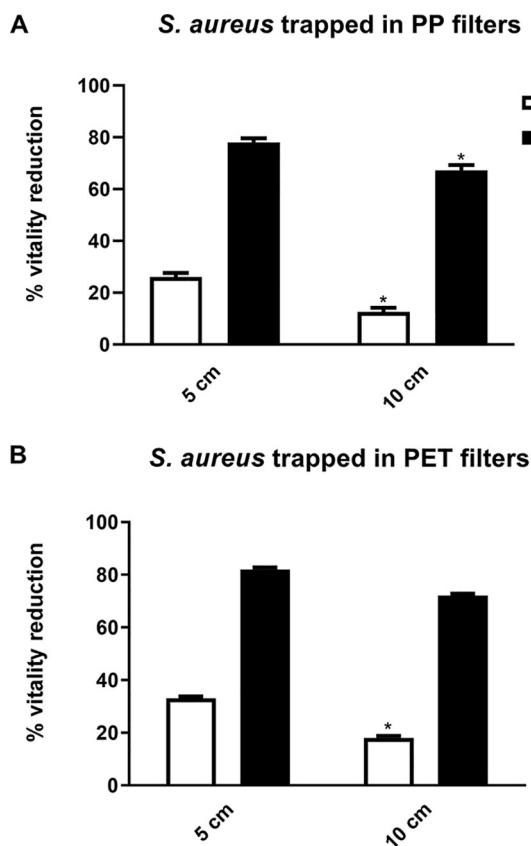 A
S. aureus trapped in PP filters
% vitality reduction
100
80
60
40
20
0
*
*
5 cm
10 cm
B
S. aureus trapped in PET filters
% vitality reduction
100
80
60
40
20
0
*
5 cm
10 cm